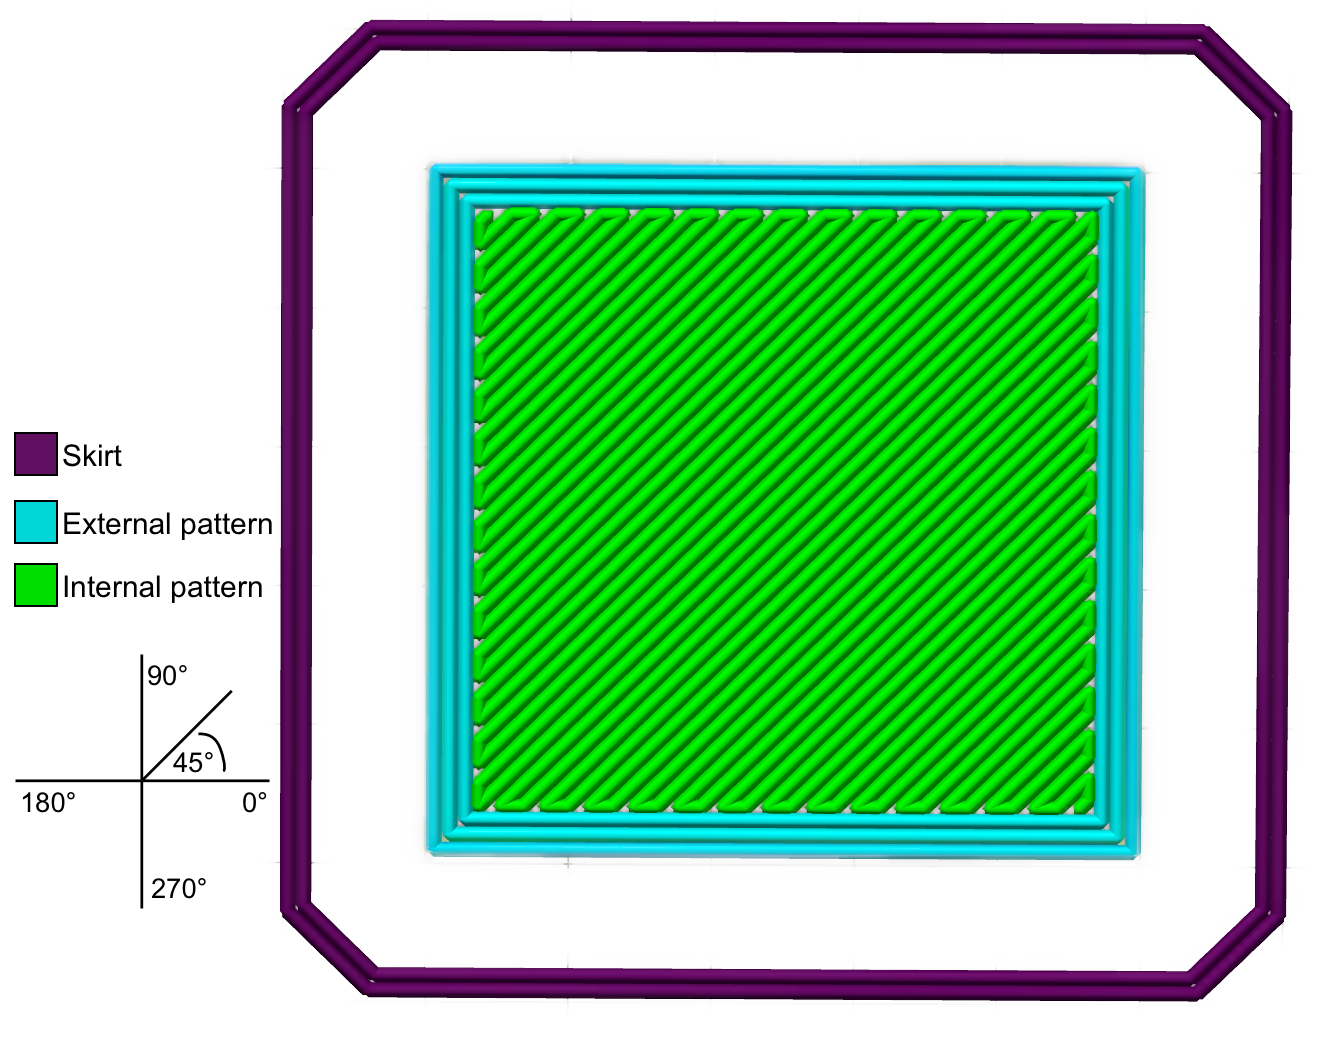 Skirt
External pattern
Internal pattern
90°
45°
180°
0°
270°